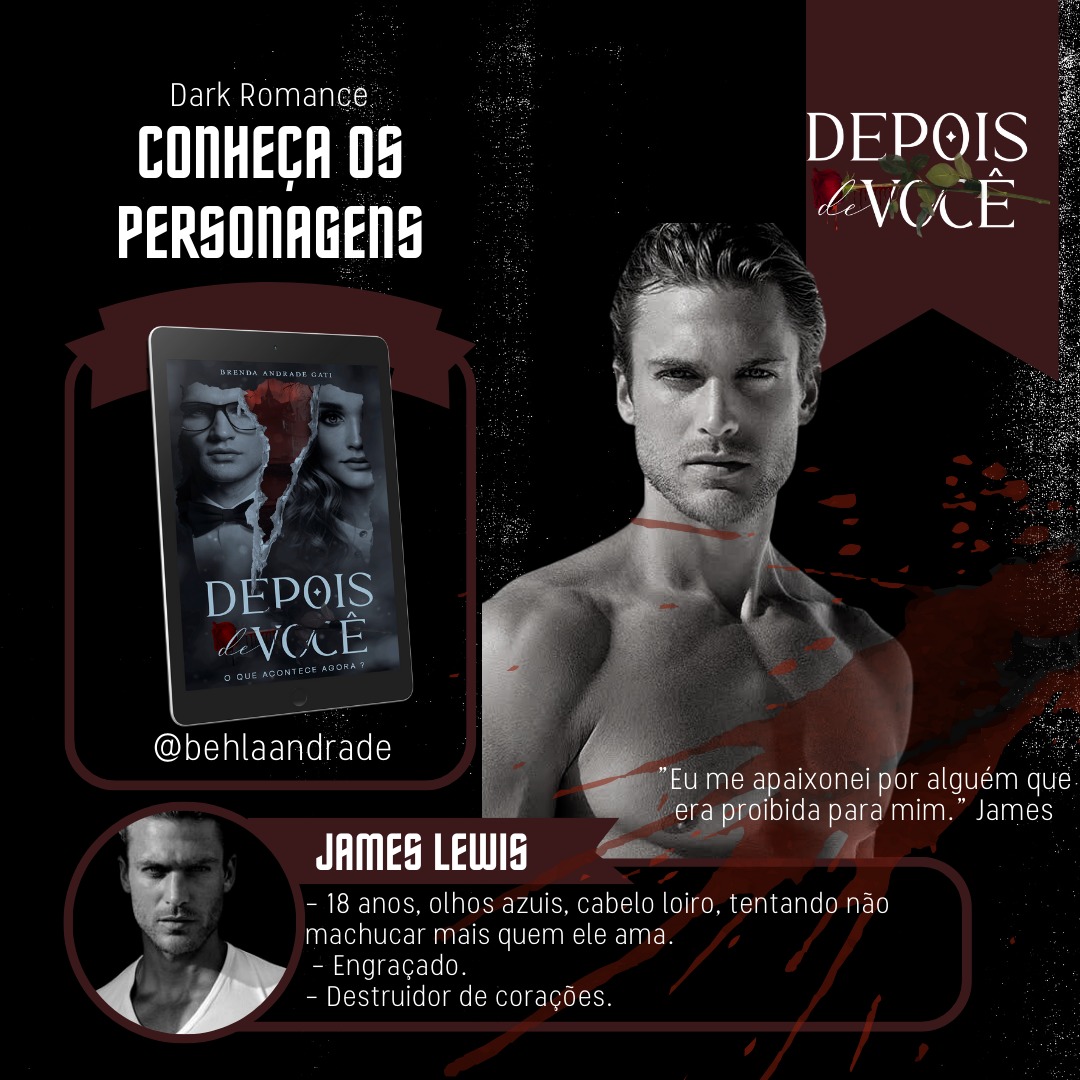 Dark Romance
CONHEÇA OS
PERSONAGENS
DEPOIS
de VOCÊ
BRENDA ANDRADE GATI
DEPOIS
de VOCÊ
O QUE ACONTECE AGORA ?
@behlaandrade
"Eu me apaixonei por alguém que
era proibida para mim." James
JAMES LEWIS
- 18 anos, olhos azuis, cabelo loiro, tentando não
machucar mais quem ele ama.
- Engraçado.
- Destruidor de corações.